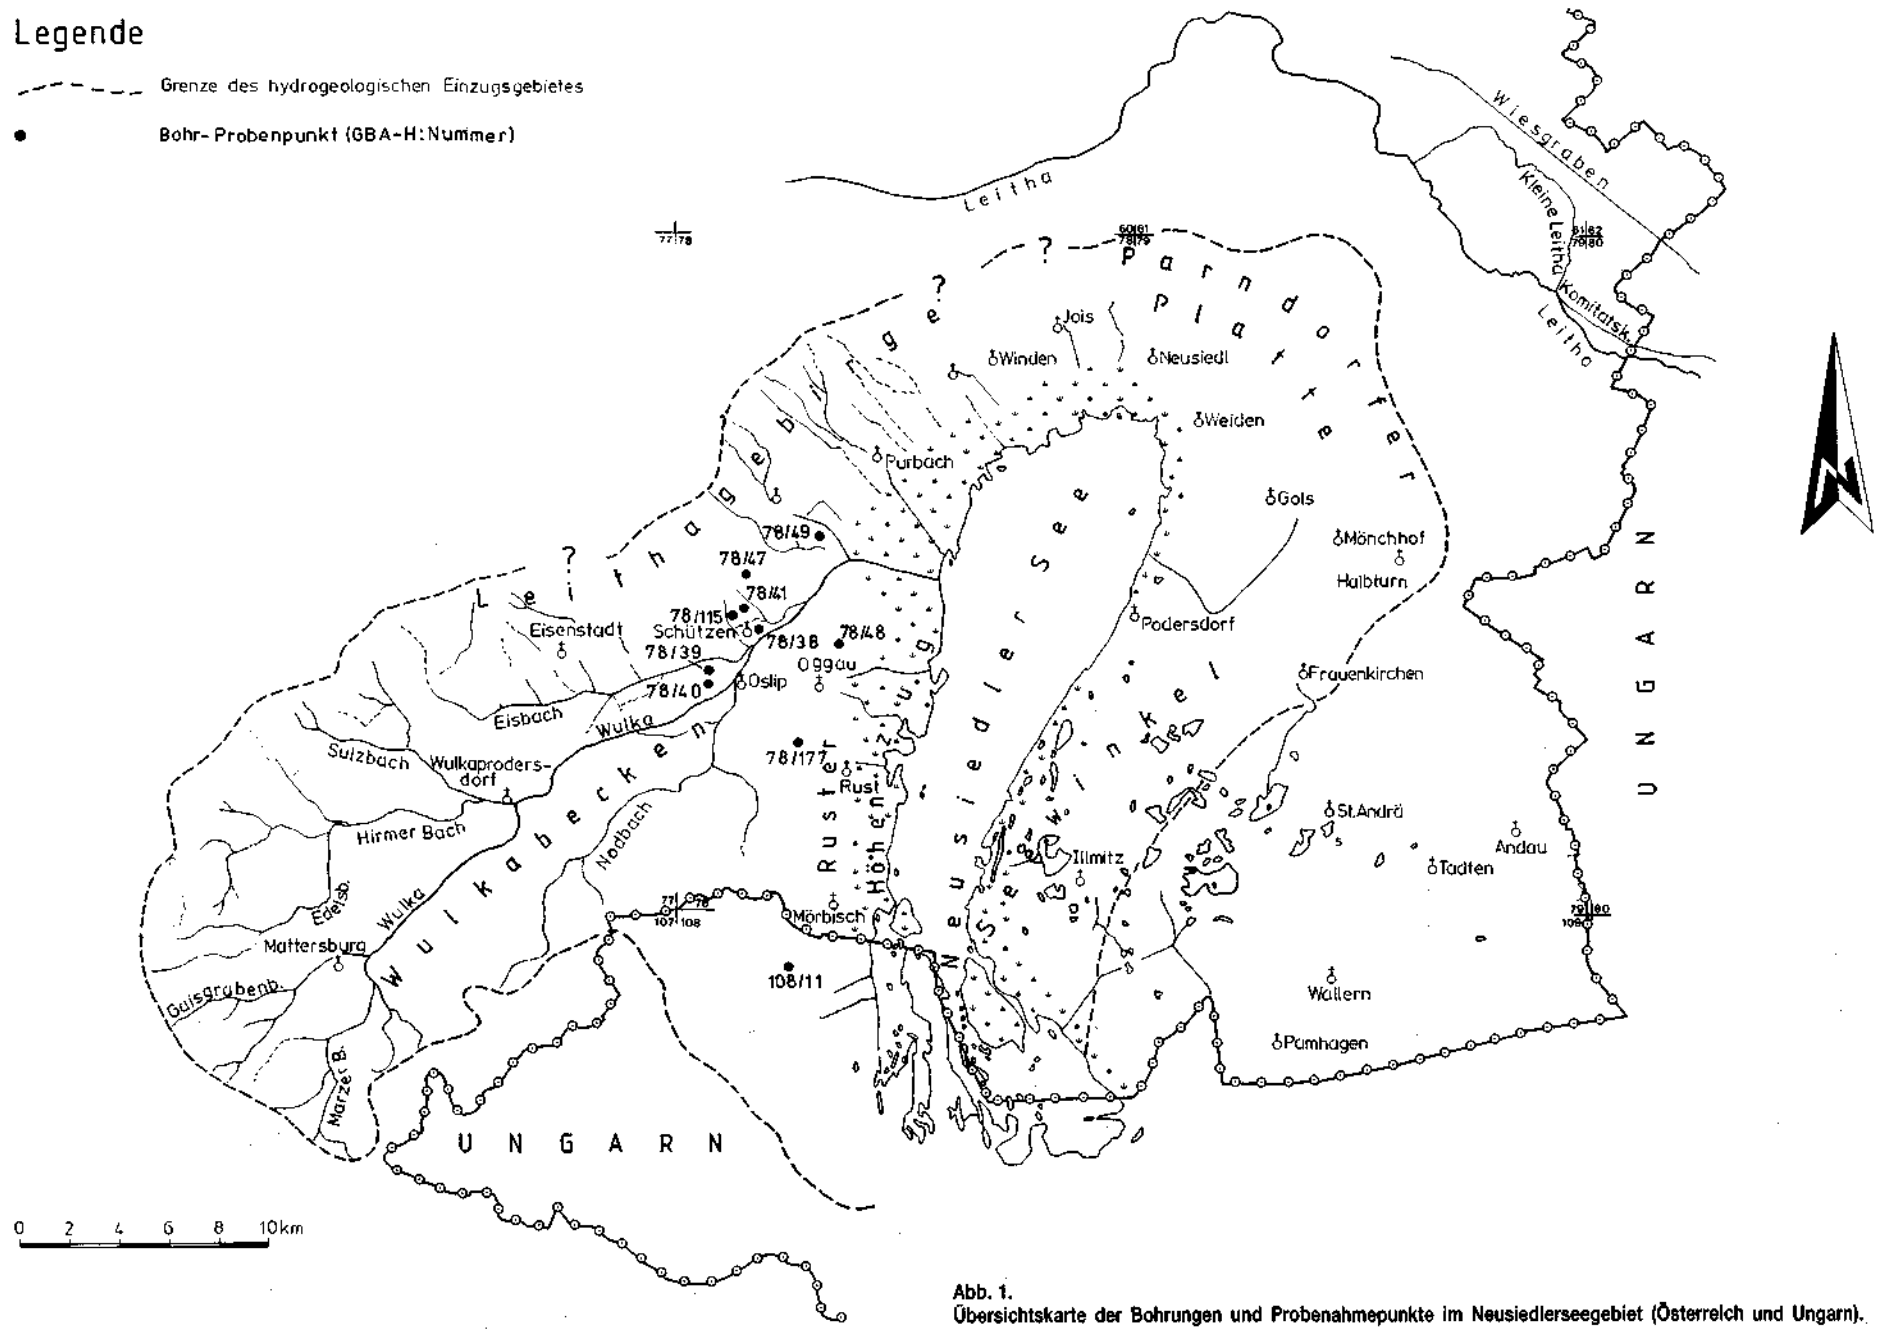 Legende
Grenze des hydrogeologischen Einzugsgebietes
Bohr-Probenpunkt (GBA-H:Nummer)
Leitha
Wiesgraben
Kleine Leitha
Komitatsk.
Leitha
77|78
60|61
78|79
61|62
79|80
?
?
?
Parndorfer
Platte
Leithagebirge
Jois
Winden
Neusiedl
Weiden
Purbach
Gols
Mönchhof
Halbturn
78/49
78/47
78/41
78/115
Schützen
78/38
78/48
78/39
78/40
Oggau
Oslip
Eisenstadt
Eisbach
Wulka
Sulzbach
Wulkaprodersdorf
Hirmer Bach
Nodbach
Edelsb.
Wulka
Wulkabecken
Mattersburg
Gaisgrabenb.
Marzer B.
78/177
Rust
Ruster
Höhenzug
Mörbisch
108/11
77|78
107|108
Neusiedler See
Seewinkel
Podersdorf
Frauenkirchen
St.Andrä
Andau
Tadten
Illmitz
Wallern
Pamhagen
79|80
UNGARN
UNGARN
N
0 2 4 6 8 10km
Abb. 1.
Übersichtskarte der Bohrungen und Probenahmepunkte im Neusiedlerseegebiet (Österreich und Ungarn).